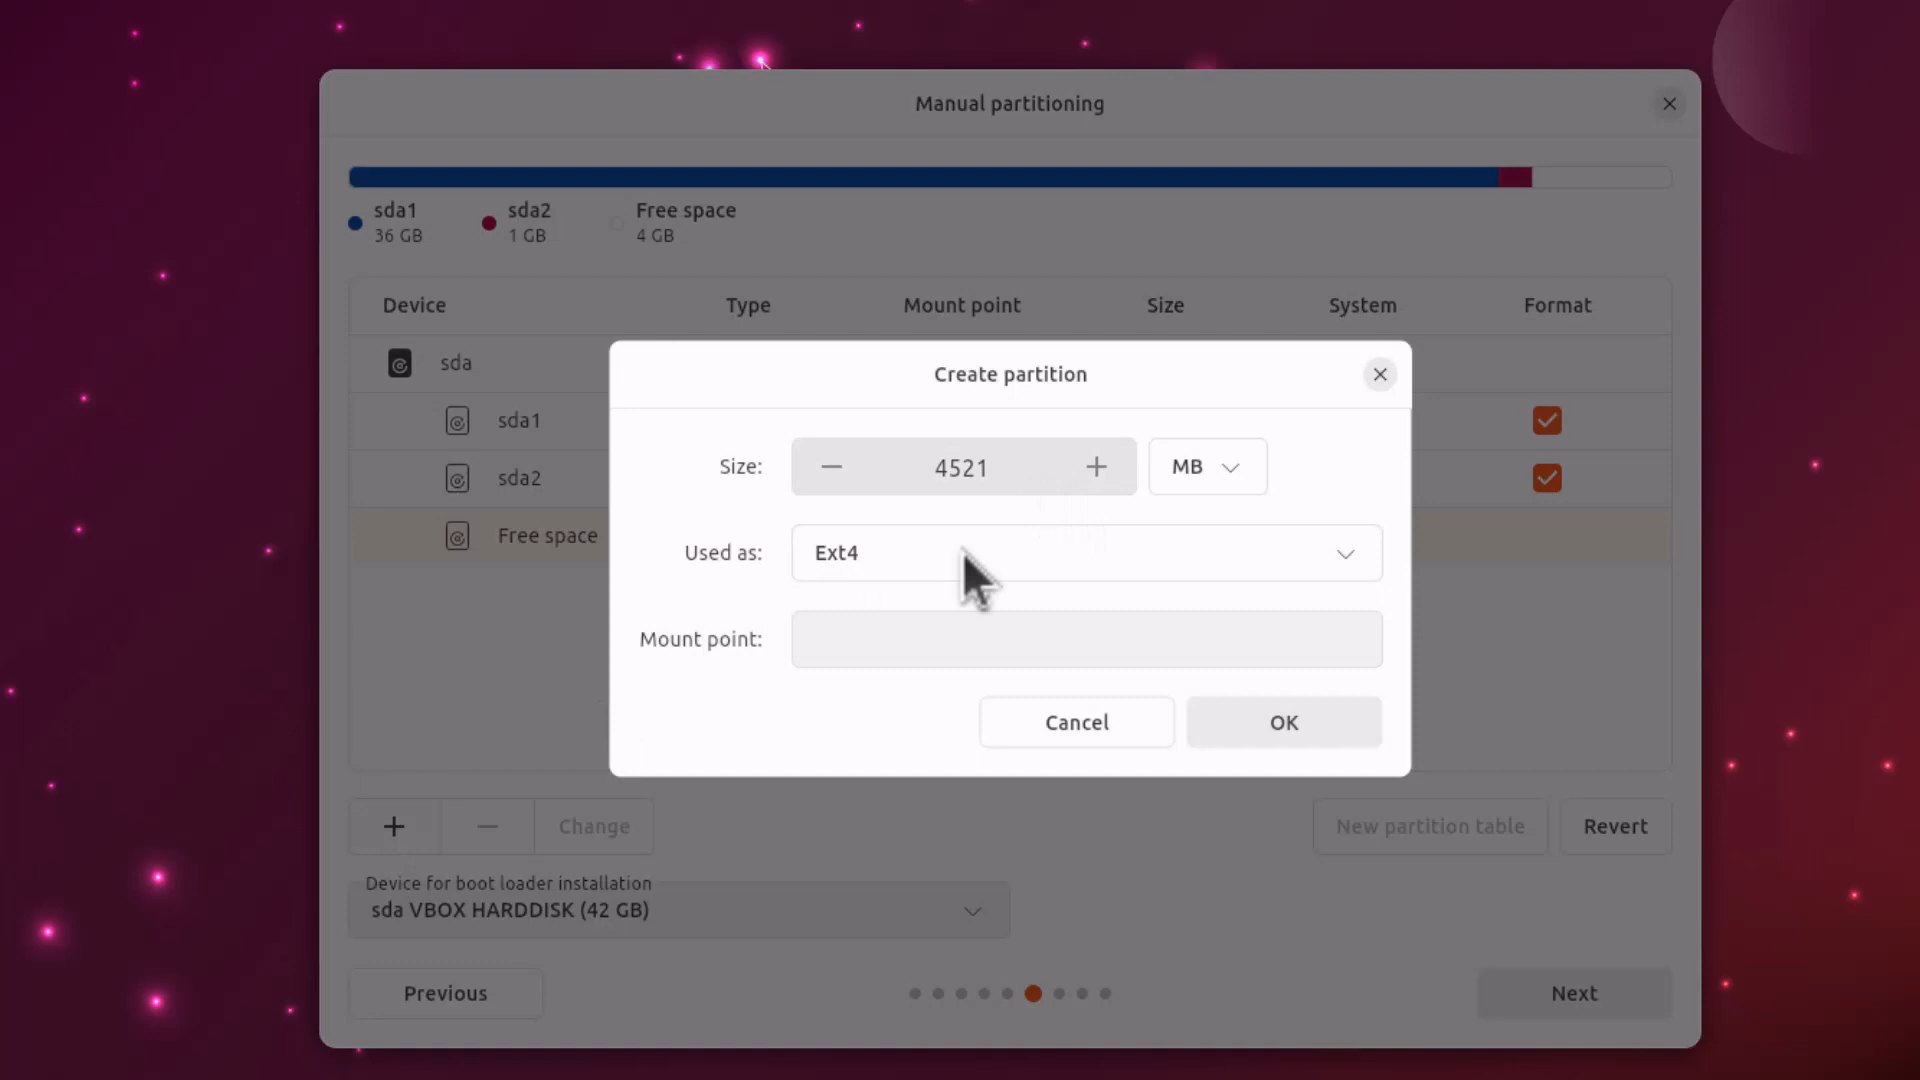 Manual partitioning
sda1
36 GB
sda2
1 GB
Free space
4 GB
Device Type Mount point Size System Format
sda
sda1
sda2
Free space
Create partition
Size: 4521 MB
Used as: Ext4
Mount point:
Cancel OK
Change New partition table Revert
Device for boot loader installation
sda VBOX HARDDISK (42 GB)
Previous Next